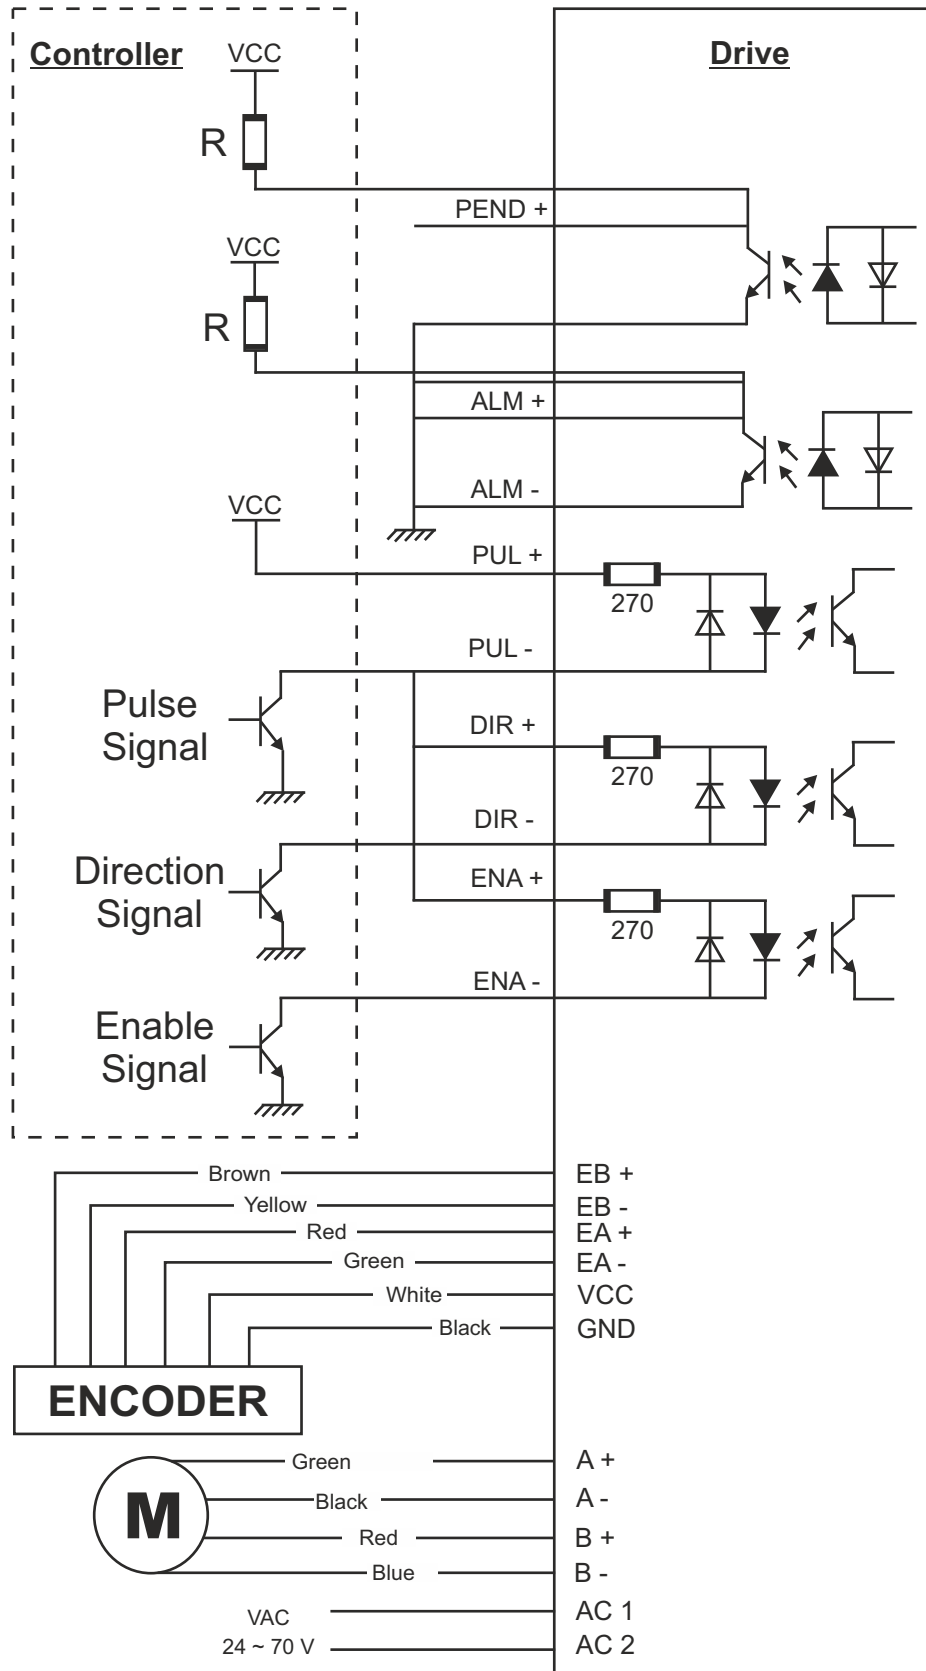 Controller
Drive
VCC
R
PEND +
VCC
R
ALM +
ALM -
VCC
PUL +
270
PUL -
Pulse
Signal
DIR +
270
DIR -
Direction
Signal
ENA +
270
ENA -
Enable
Signal
Brown
EB +
Yellow
EB -
Red
EA +
Green
EA -
White
VCC
Black
GND
ENCODER
Green
A +
M
Black
A -
Red
B +
Blue
B -
VAC
24 ~ 70 V
AC 1
AC 2